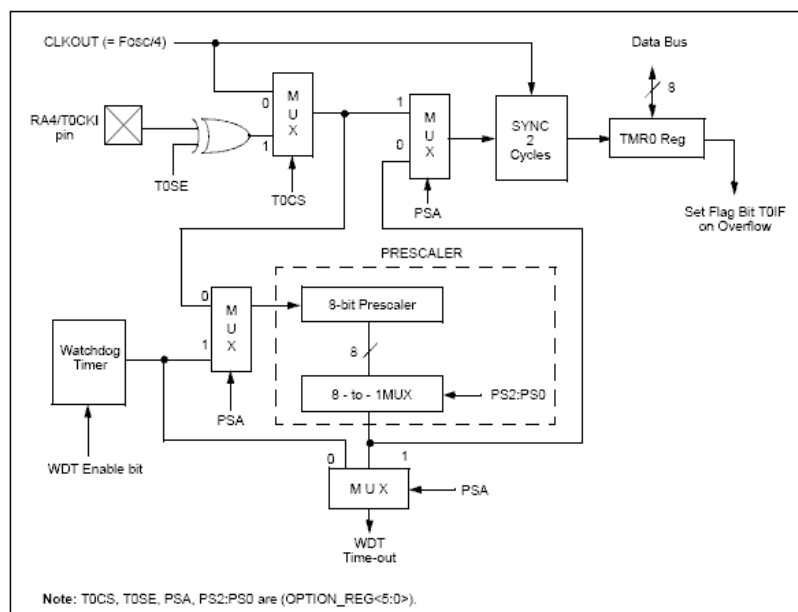 CLKOUT (= Fosc/4)
Data Bus
8
0
M
U
X
1
RA4/T0CKI
pin
T0SE
T0CS
1
0
M
U
X
PSA
SYNC
2
Cycles
TMR0 Reg
Set Flag Bit T0IF
on Overflow
PRESCALER
0
M
U
X
1
8-bit Prescaler
Watchdog
Timer
8
8 - to - 1MUX
PS2:PS0
PSA
WDT Enable bit
0
1
M U X
PSA
WDT
Time-out
Note: T0CS, T0SE, PSA, PS2:PS0 are (OPTION_REG<5:0>).